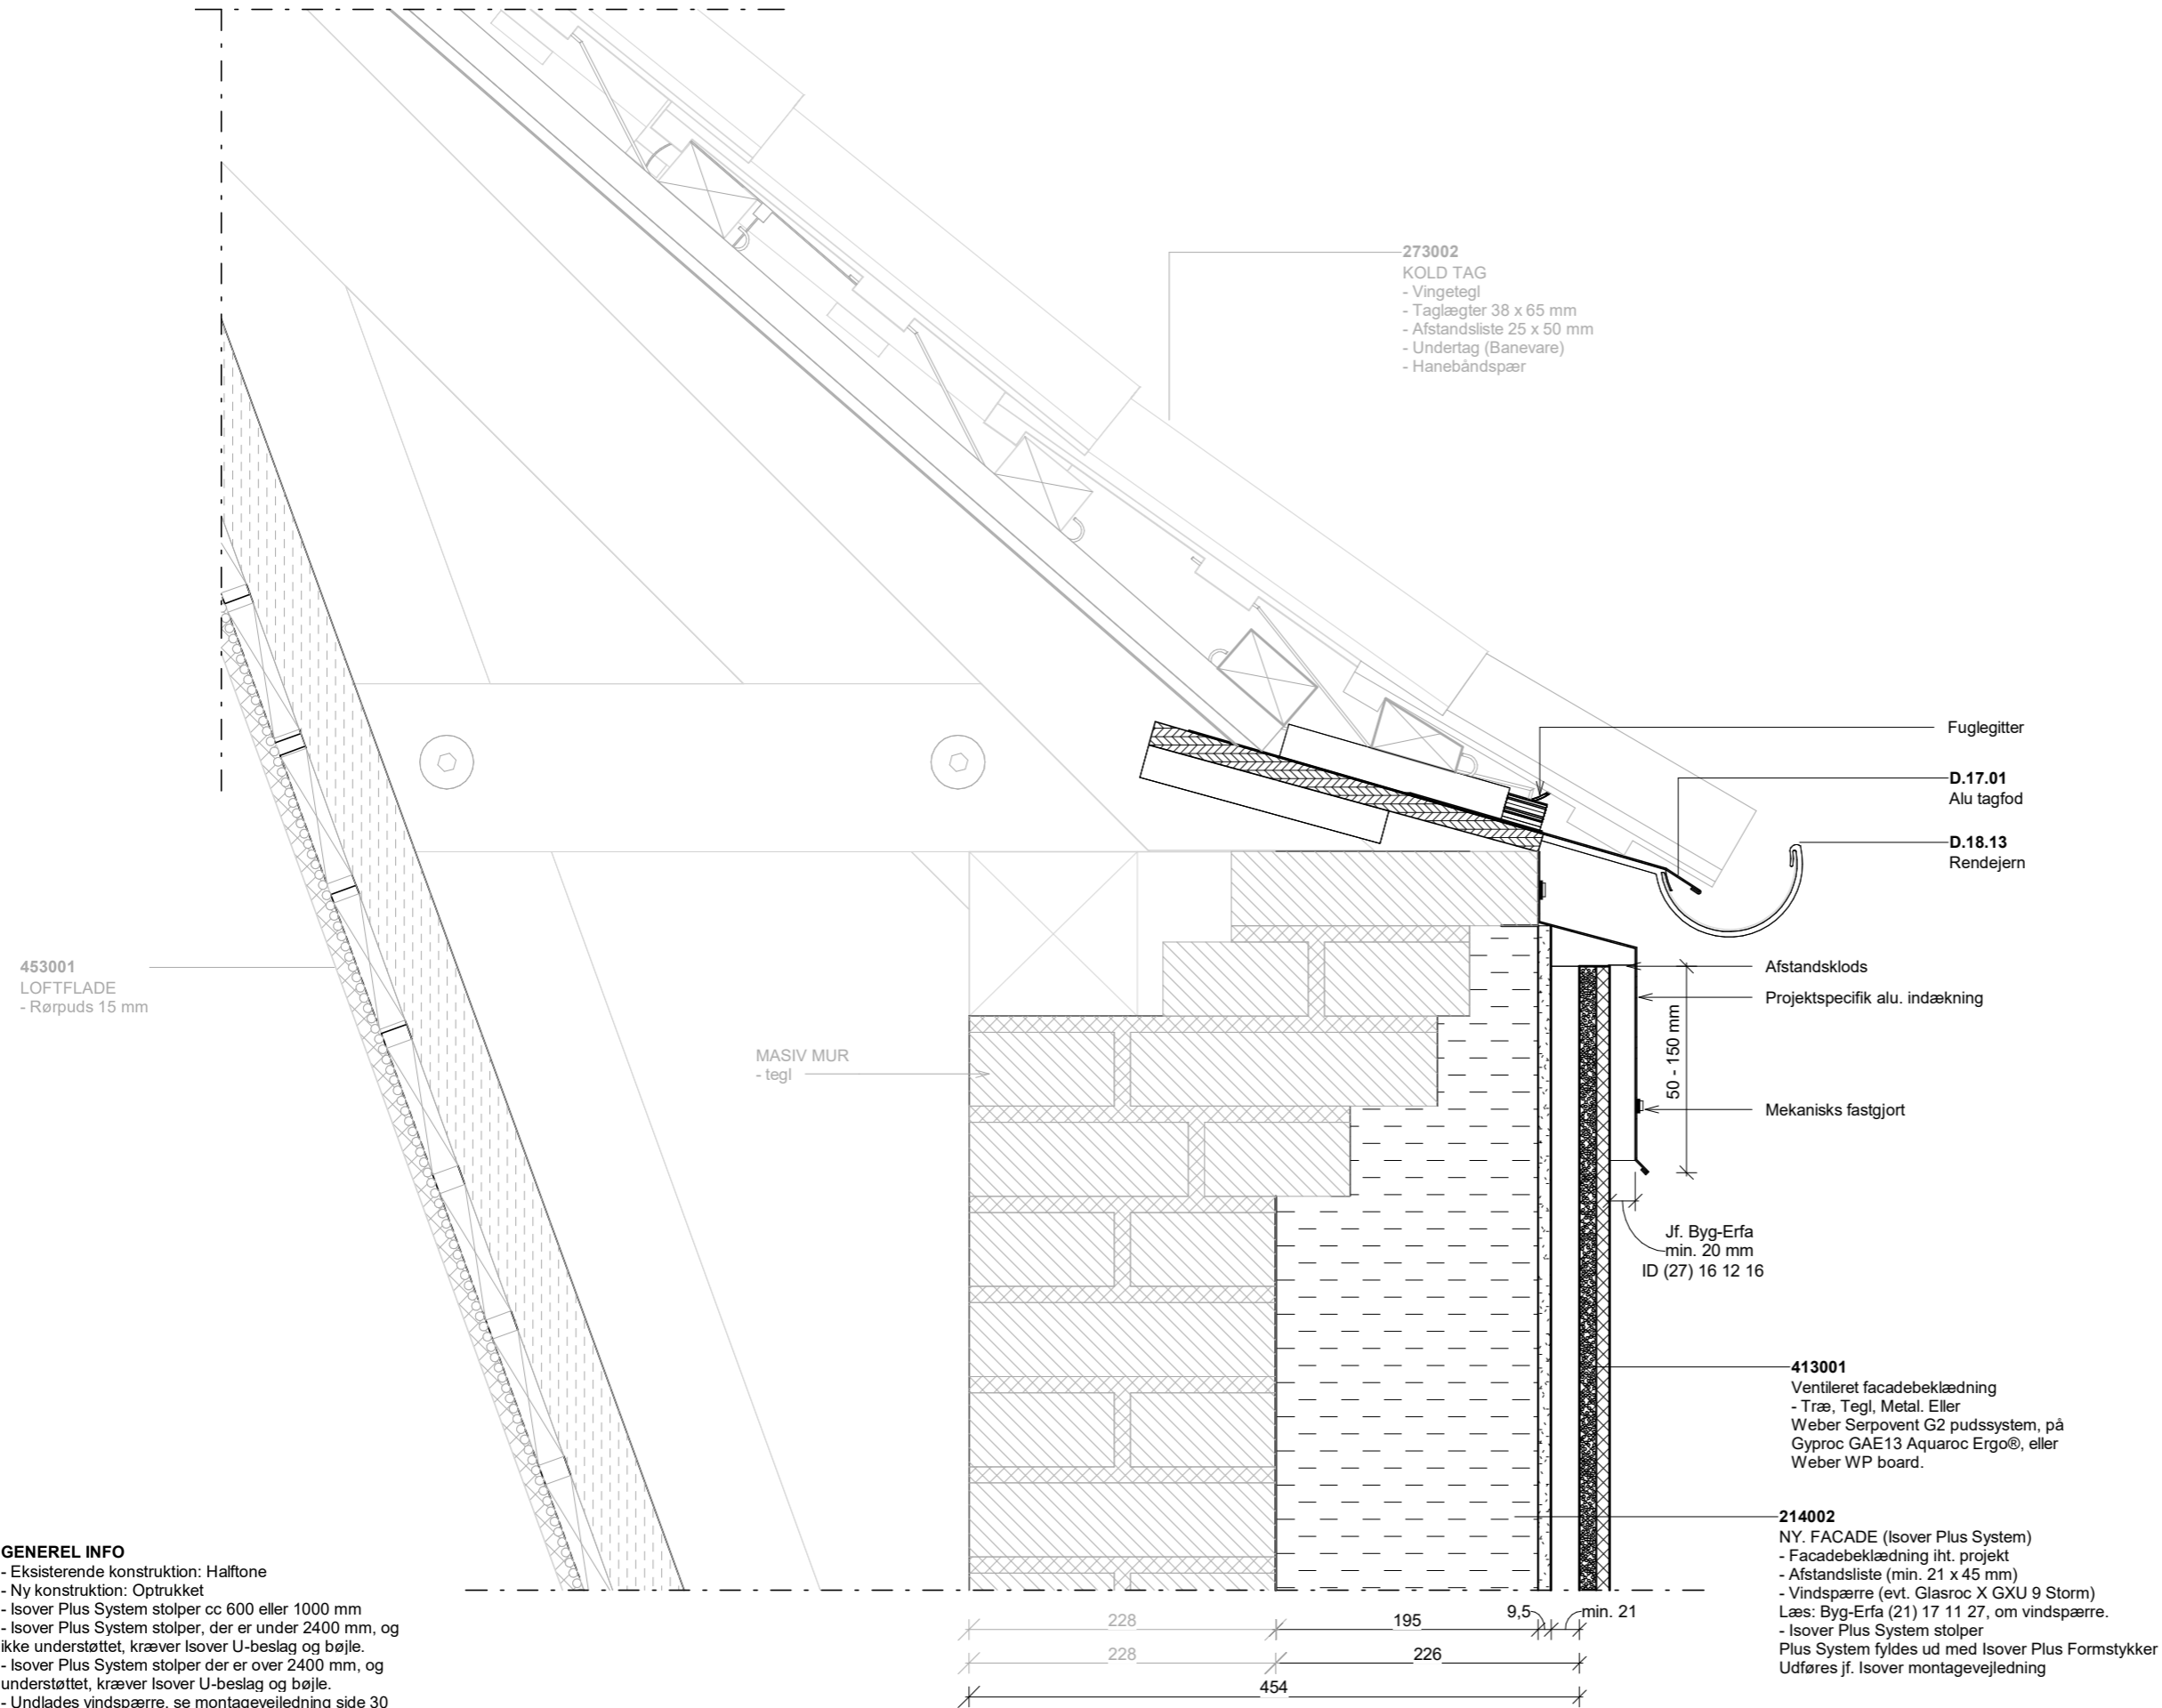 273002
KOLD TAG
- Vingetegl
- Taglægter 38 x 65 mm
- Afstandsliste 25 x 50 mm
- Undertag (Banevare)
- Hanebåndspær
Fuglegitter
D.17.01
Alu tagfod
D.18.13
Rendejern
453001
LOFTFLADE
- Rørpuds 15 mm
MASIV MUR
- tegl
Afstandsklods
Projektspecifik alu. indækning
50 - 150 mm
Mekanisks fastgjort
Jf. Byg-Erfa
min. 20 mm
ID (27) 16 12 16
413001
Ventileret facadebeklædning
- Træ, Tegl, Metal. Eller
Weber Serpovent G2 pudssystem, på
Gyproc GAE13 Aquaroc Ergo®, eller
Weber WP board.
214002
NY. FACADE (Isover Plus System)
- Facadebeklædning iht. projekt
- Afstandsliste (min. 21 x 45 mm)
- Vindspærre (evt. Glasroc X GXU 9 Storm)
Læs: Byg-Erfa (21) 17 11 27, om vindspærre.
- Isover Plus System stolper
Plus System fyldes ud med Isover Plus Formstykker
Udføres jf. Isover montagevejledning
GENEREL INFO
- Eksisterende konstruktion: Halftone
- Ny konstruktion: Optrukket
- Isover Plus System stolper cc 600 eller 1000 mm
- Isover Plus System stolper, der er under 2400 mm, og
ikke understøttet, kræver Isover U-beslag og bøjle.
- Isover Plus System stolper der er over 2400 mm, og
understøttet, kræver Isover U-beslag og bøjle.
- Undlades vindspærre, se montagevejledning side 30
228 195 9,5 min. 21
228 226
454